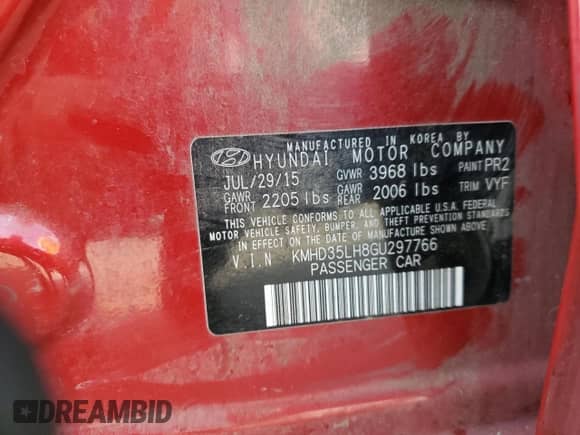 MANUFACTURED IN KOREA BY
HYUNDAI MOTOR COMPANY
JUL/29/15 GVWR 3968 lbs PAINT PR2
GAWR FRONT 2205 lbs GAWR REAR 2006 lbs TRIM VYF
THIS VEHICLE CONFORMS TO ALL APPLICABLE U.S.A. FEDERAL
MOTOR VEHICLE SAFETY, BUMPER, AND THEFT PREVENTION STANDARDS
IN EFFECT ON THE DATE OF MANUFACTURE SHOWN ABOVE.
V.I.N KMHD35LH8GU297766
PASSENGER CAR
DREAMBID